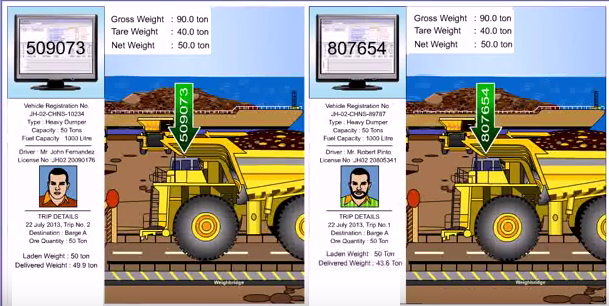 509073
Gross Weight : 90.0 ton
Tare Weight : 40.0 ton
Net Weight : 50.0 ton
Vehicle Registration No.
JH-02-CHNS-10234
Type : Heavy Dumper
Capacity : 50 Tons
Fuel Capacity : 1000 Litre
Driver : Mr. John Fernandez
License No :JH02 20090176
TRIP DETAILS
22 July 2013, Trip No. 2
Destination : Barge A
Ore Quantity : 50 Ton
Laden Weight : 50 ton
Delivered Weight : 49.9 ton
509073
Weighbridge
807654
Gross Weight : 90.0 ton
Tare Weight : 40.0 ton
Net Weight : 50.0 ton
Vehicle Registration No.
JH-02-CHNS-89787
Type : Heavy Dumper
Capacity : 50 Tons
Fuel Capacity : 1000 Litre
Driver : Mr. Robert Pinto
License No :JH02 20805341
TRIP DETAILS
22 July 2013, Trip No.1
Destination : Barge A
Ore Quantity : 50 Ton
Laden Weight : 50 Ton
Delivered Weight : 43.6 Ton
807654
Weighbridge